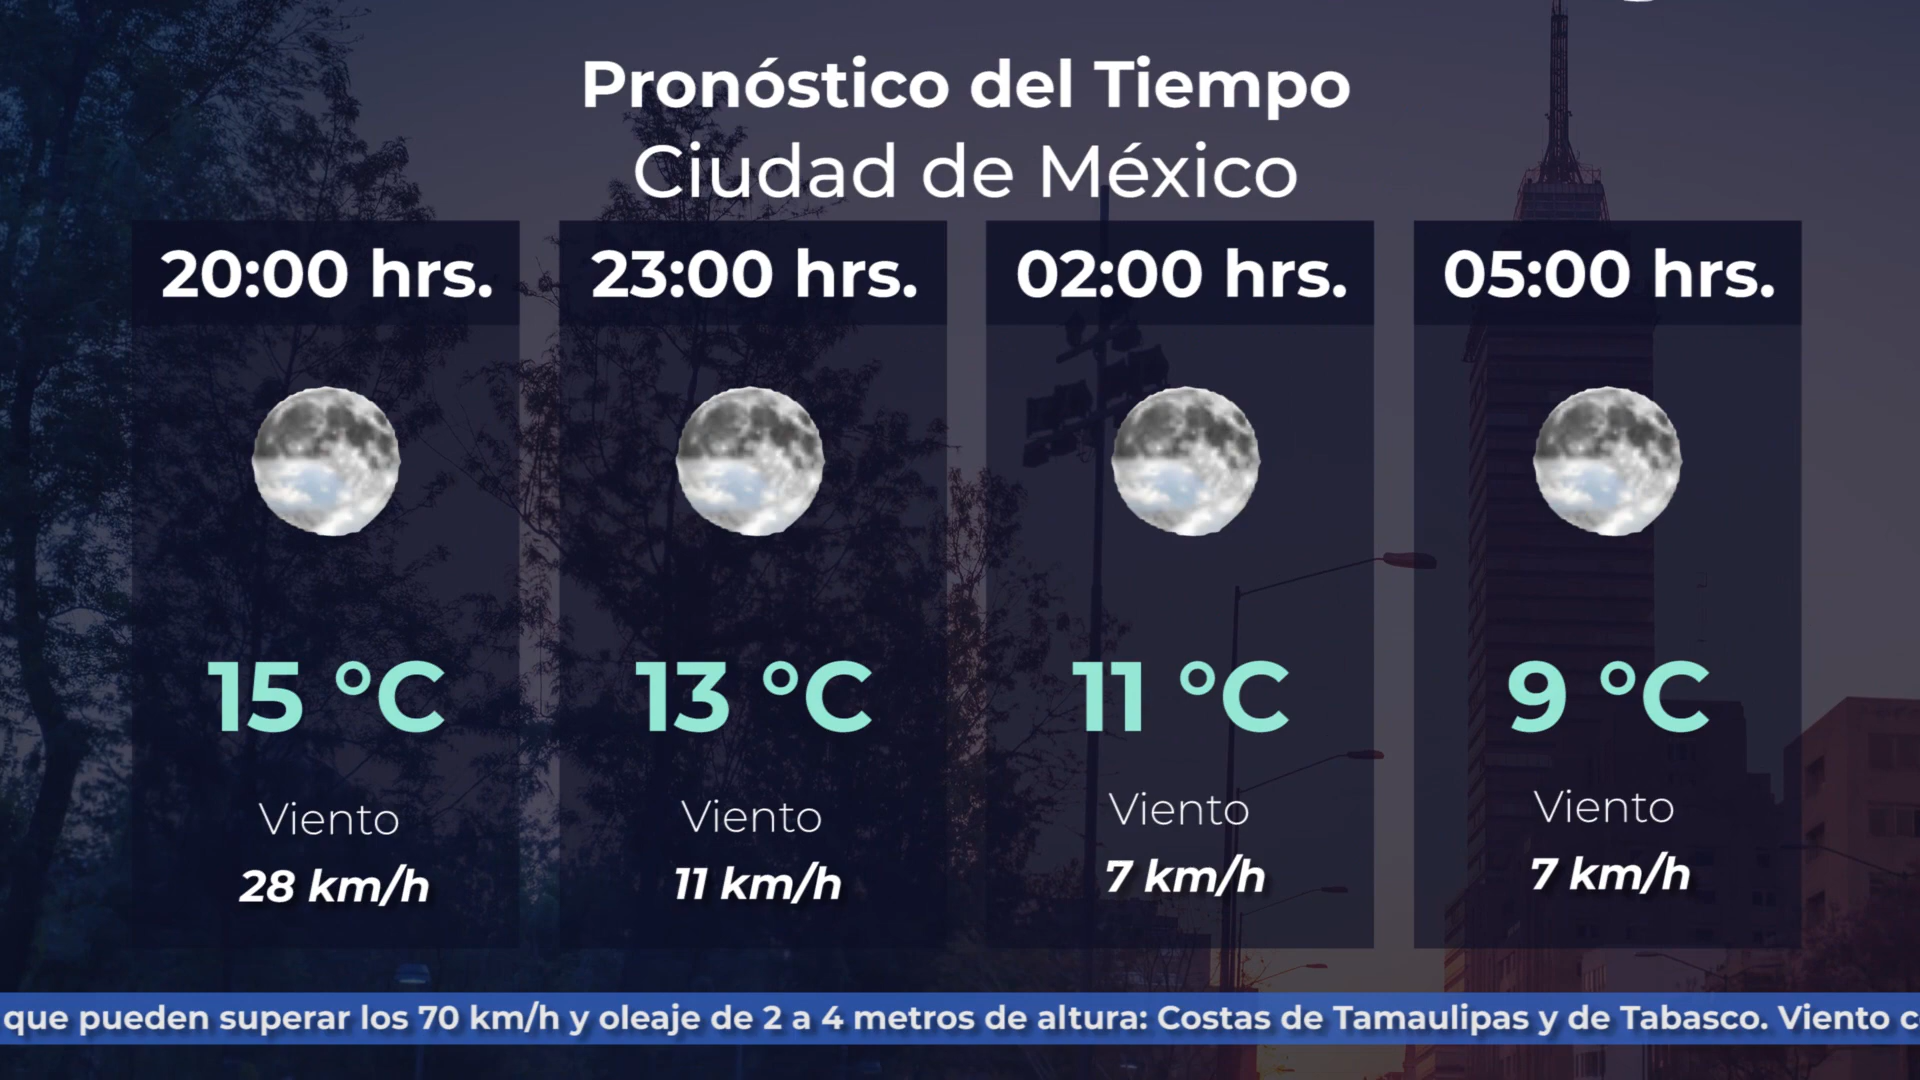 Pronóstico del Tiempo
Ciudad de México
20:00 hrs.
23:00 hrs.
02:00 hrs.
05:00 hrs.
15 °C
13 °C
11 °C
9 °C
Viento
Viento
Viento
Viento
28 km/h
11 km/h
7 km/h
7 km/h
que pueden superar los 70 km/h y oleaje de 2 a 4 metros de altura: Costas de Tamaulipas y de Tabasco. Viento c